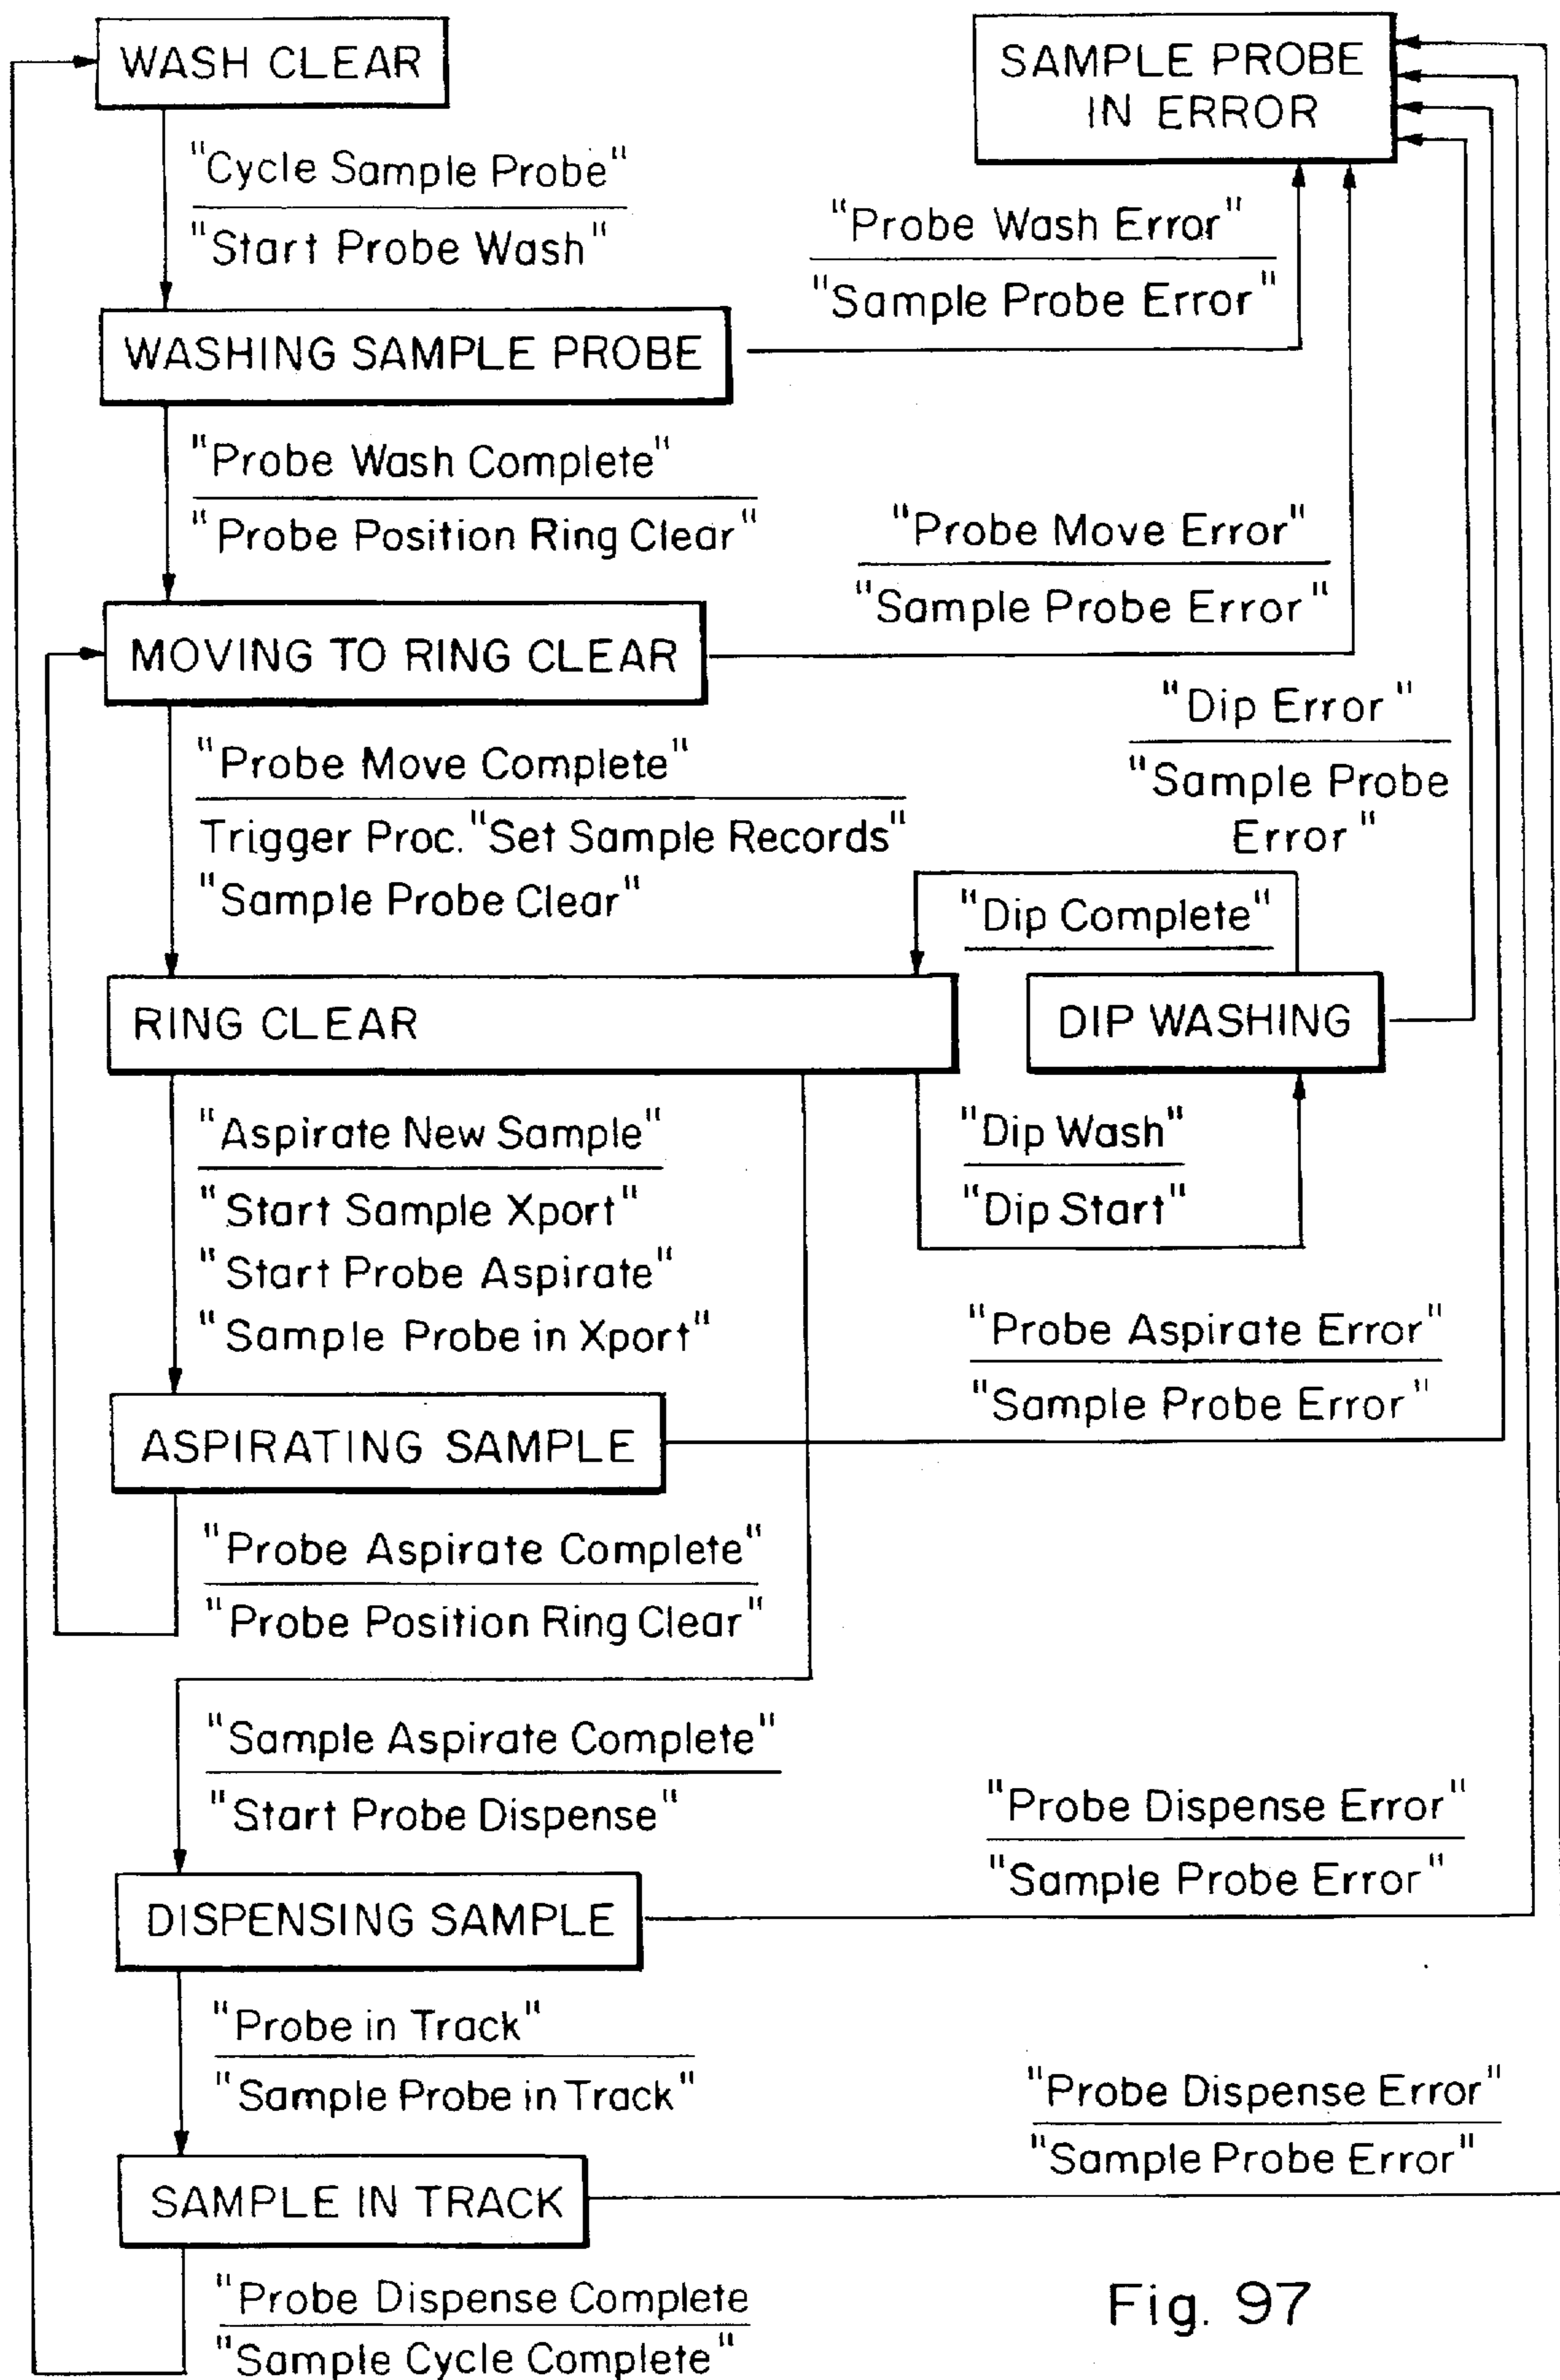 WASH CLEAR
SAMPLE PROBE
IN ERROR
"Cycle Sample Probe"
"Start Probe Wash"
"Probe Wash Error"
"Sample Probe Error"
WASHING SAMPLE PROBE
"Probe Wash Complete"
"Probe Position Ring Clear"
"Probe Move Error"
"Sample Probe Error"
MOVING TO RING CLEAR
"Dip Error"
"Sample Probe
Error"
"Probe Move Complete"
Trigger Proc. "Set Sample Records"
"Sample Probe Clear"
"Dip Complete"
RING CLEAR
DIP WASHING
"Aspirate New Sample"
"Start Sample Xport"
"Start Probe Aspirate"
"Sample Probe in Xport"
"Dip Wash"
"Dip Start"
"Probe Aspirate Error"
"Sample Probe Error"
ASPIRATING SAMPLE
"Probe Aspirate Complete"
"Probe Position Ring Clear"
"Sample Aspirate Complete"
"Start Probe Dispense"
"Probe Dispense Error"
"Sample Probe Error"
DISPENSING SAMPLE
"Probe in Track"
"Sample Probe in Track"
"Probe Dispense Error"
"Sample Probe Error"
SAMPLE IN TRACK
"Probe Dispense Complete
"Sample Cycle Complete"
Fig. 97